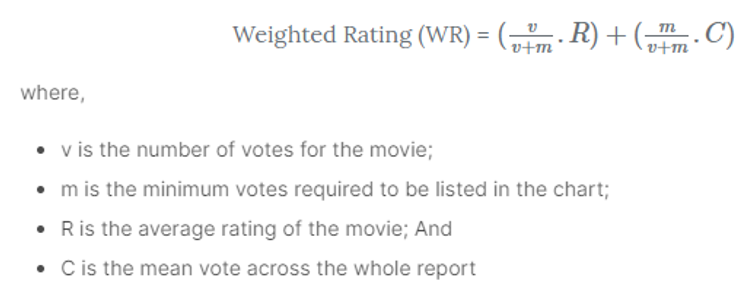 Weighted Rating (WR) = (v/v+m . R) + (m/v+m . C)
where,
• v is the number of votes for the movie;
• m is the minimum votes required to be listed in the chart;
• R is the average rating of the movie; And
• C is the mean vote across the whole report